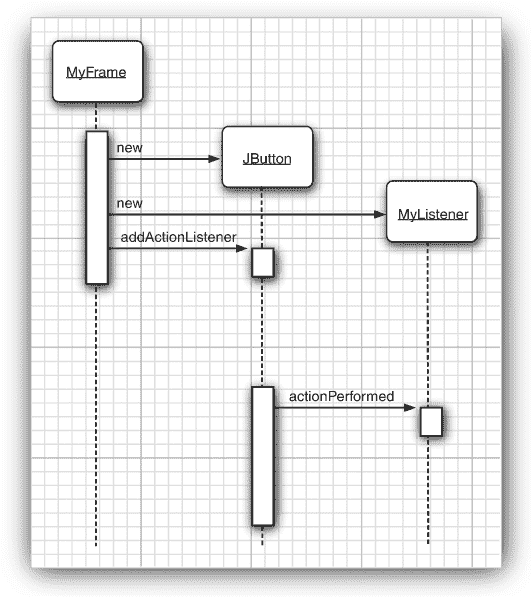 MyFrame
new
JButton
new
MyListener
addActionListener
actionPerformed